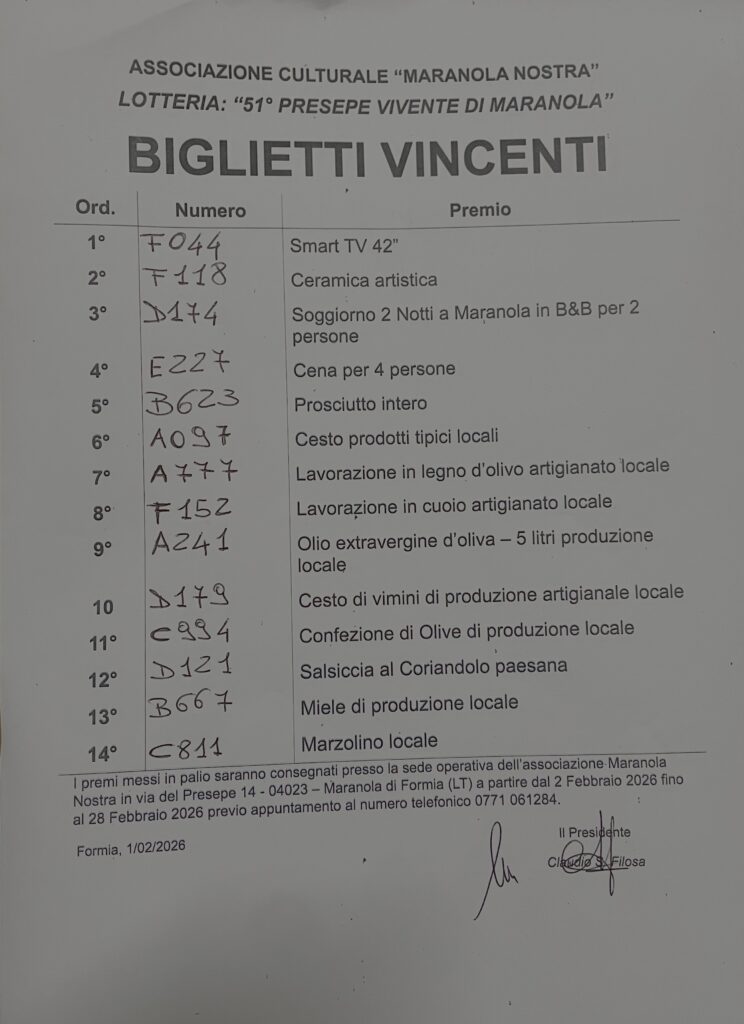 ASSOCIAZIONE CULTURALE “MARANOLA NOSTRA”
LOTTERIA: “51° PRESEPE VIVENTE DI MARANOLA”
BIGLIETTI VINCENTI
Ord. Numero Premio
1° F044 Smart TV 42”
2° F118 Ceramica artistica
3° D174 Soggiorno 2 Notti a Maranola in B&B per 2
persone
4° E227 Cena per 4 persone
5° B623 Prosciutto intero
6° A097 Cesto prodotti tipici locali
7° A777 Lavorazione in legno d’olivo artigianato locale
8° F152 Lavorazione in cuoio artigianato locale
9° A241 Olio extravergine d’oliva – 5 litri produzione
locale
10 D179 Cesto di vimini di produzione artigianale locale
11° C994 Confezione di Olive di produzione locale
12° D121 Salsiccia al Coriandolo paesana
13° B667 Miele di produzione locale
14° C811 Marzolino locale
I premi messi in palio saranno consegnati presso la sede operativa dell’associazione Maranola
Nostra in via del Presepe 14 - 04023 – Maranola di Formia (LT) a partire dal 2 Febbraio 2026 fino
al 28 Febbraio 2026 previo appuntamento al numero telefonico 0771 061284.
Formia, 1/02/2026
Il Presidente
Claudio S. Filosa